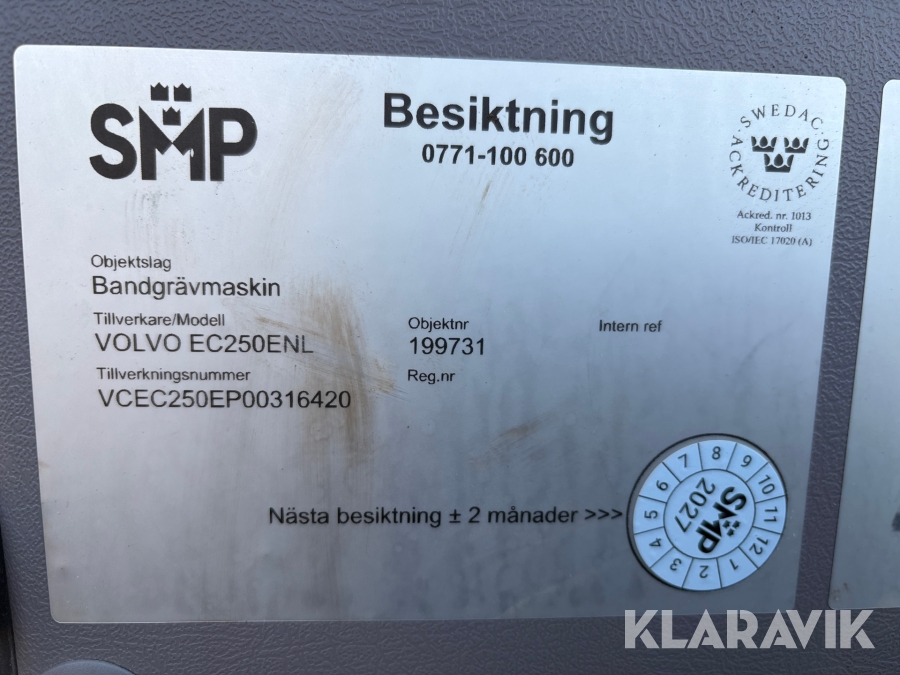 SMP
Besiktning
0771-100 600
SWEDAC ACKREDITERING
Ackred. nr. 1013
Kontroll
ISO/IEC 17020 (A)
Objektslag
Bandgrävmaskin
Tillverkare/Modell
VOLVO EC250ENL
Objektnr
199731
Intern ref
Tillverkningsnummer
VCEC250EP00316420
Reg.nr
Nästa besiktning ± 2 månader >>>
1 2 3 4 5 6 7 8 9 10 11 12
SMP
2027
KLARAVIK